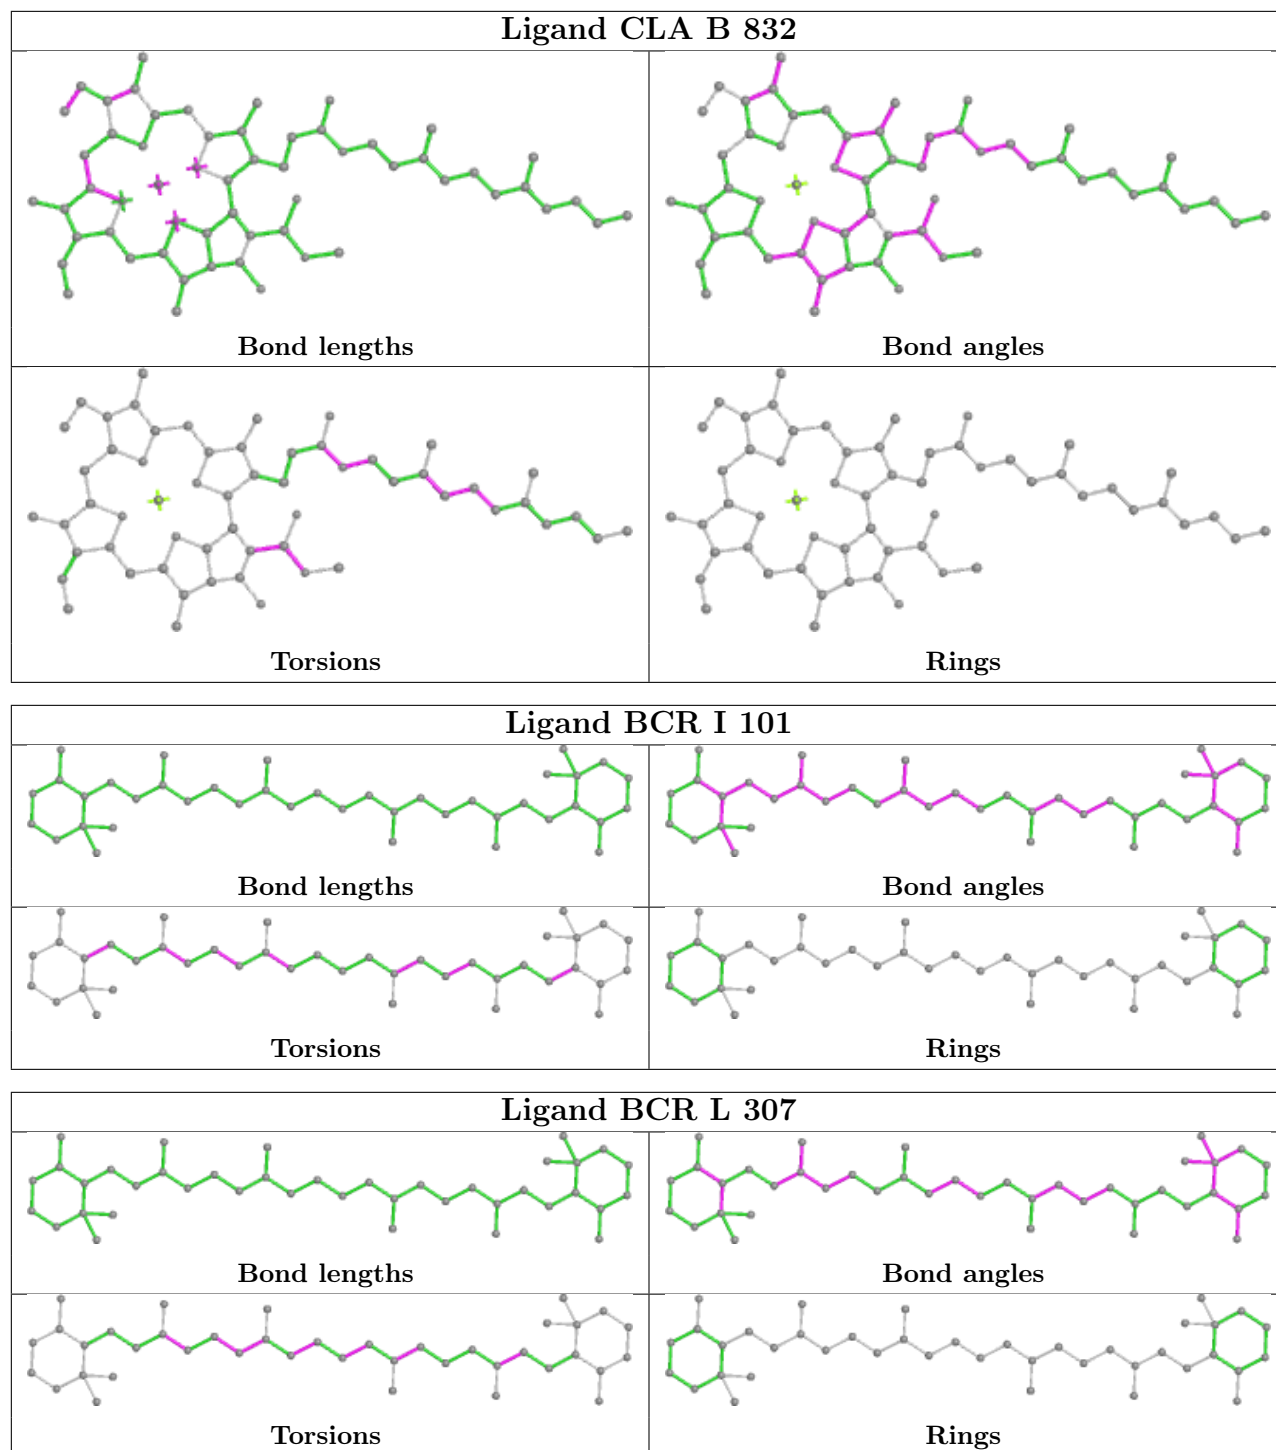 Ligand CLA B 832
Bond lengths
Bond angles
Torsions
Rings
Ligand BCR I 101
Bond lengths
Bond angles
Torsions
Rings
Ligand BCR L 307
Bond lengths
Bond angles
Torsions
Rings